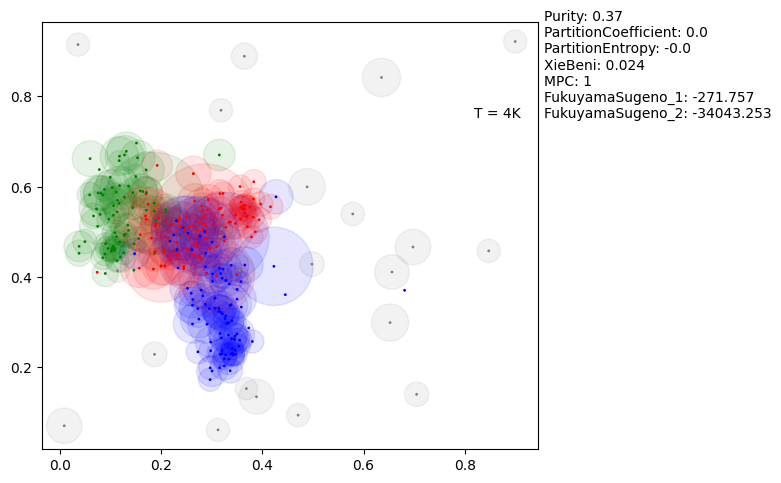 Purity: 0.37
PartitionCoefficient: 0.0
PartitionEntropy: -0.0
XieBeni: 0.024
MPC: 1
FukuyamaSugeno_1: -271.757
FukuyamaSugeno_2: -34043.253
T = 4K
0.8
0.6
0.4
0.2
0.0 0.2 0.4 0.6 0.8